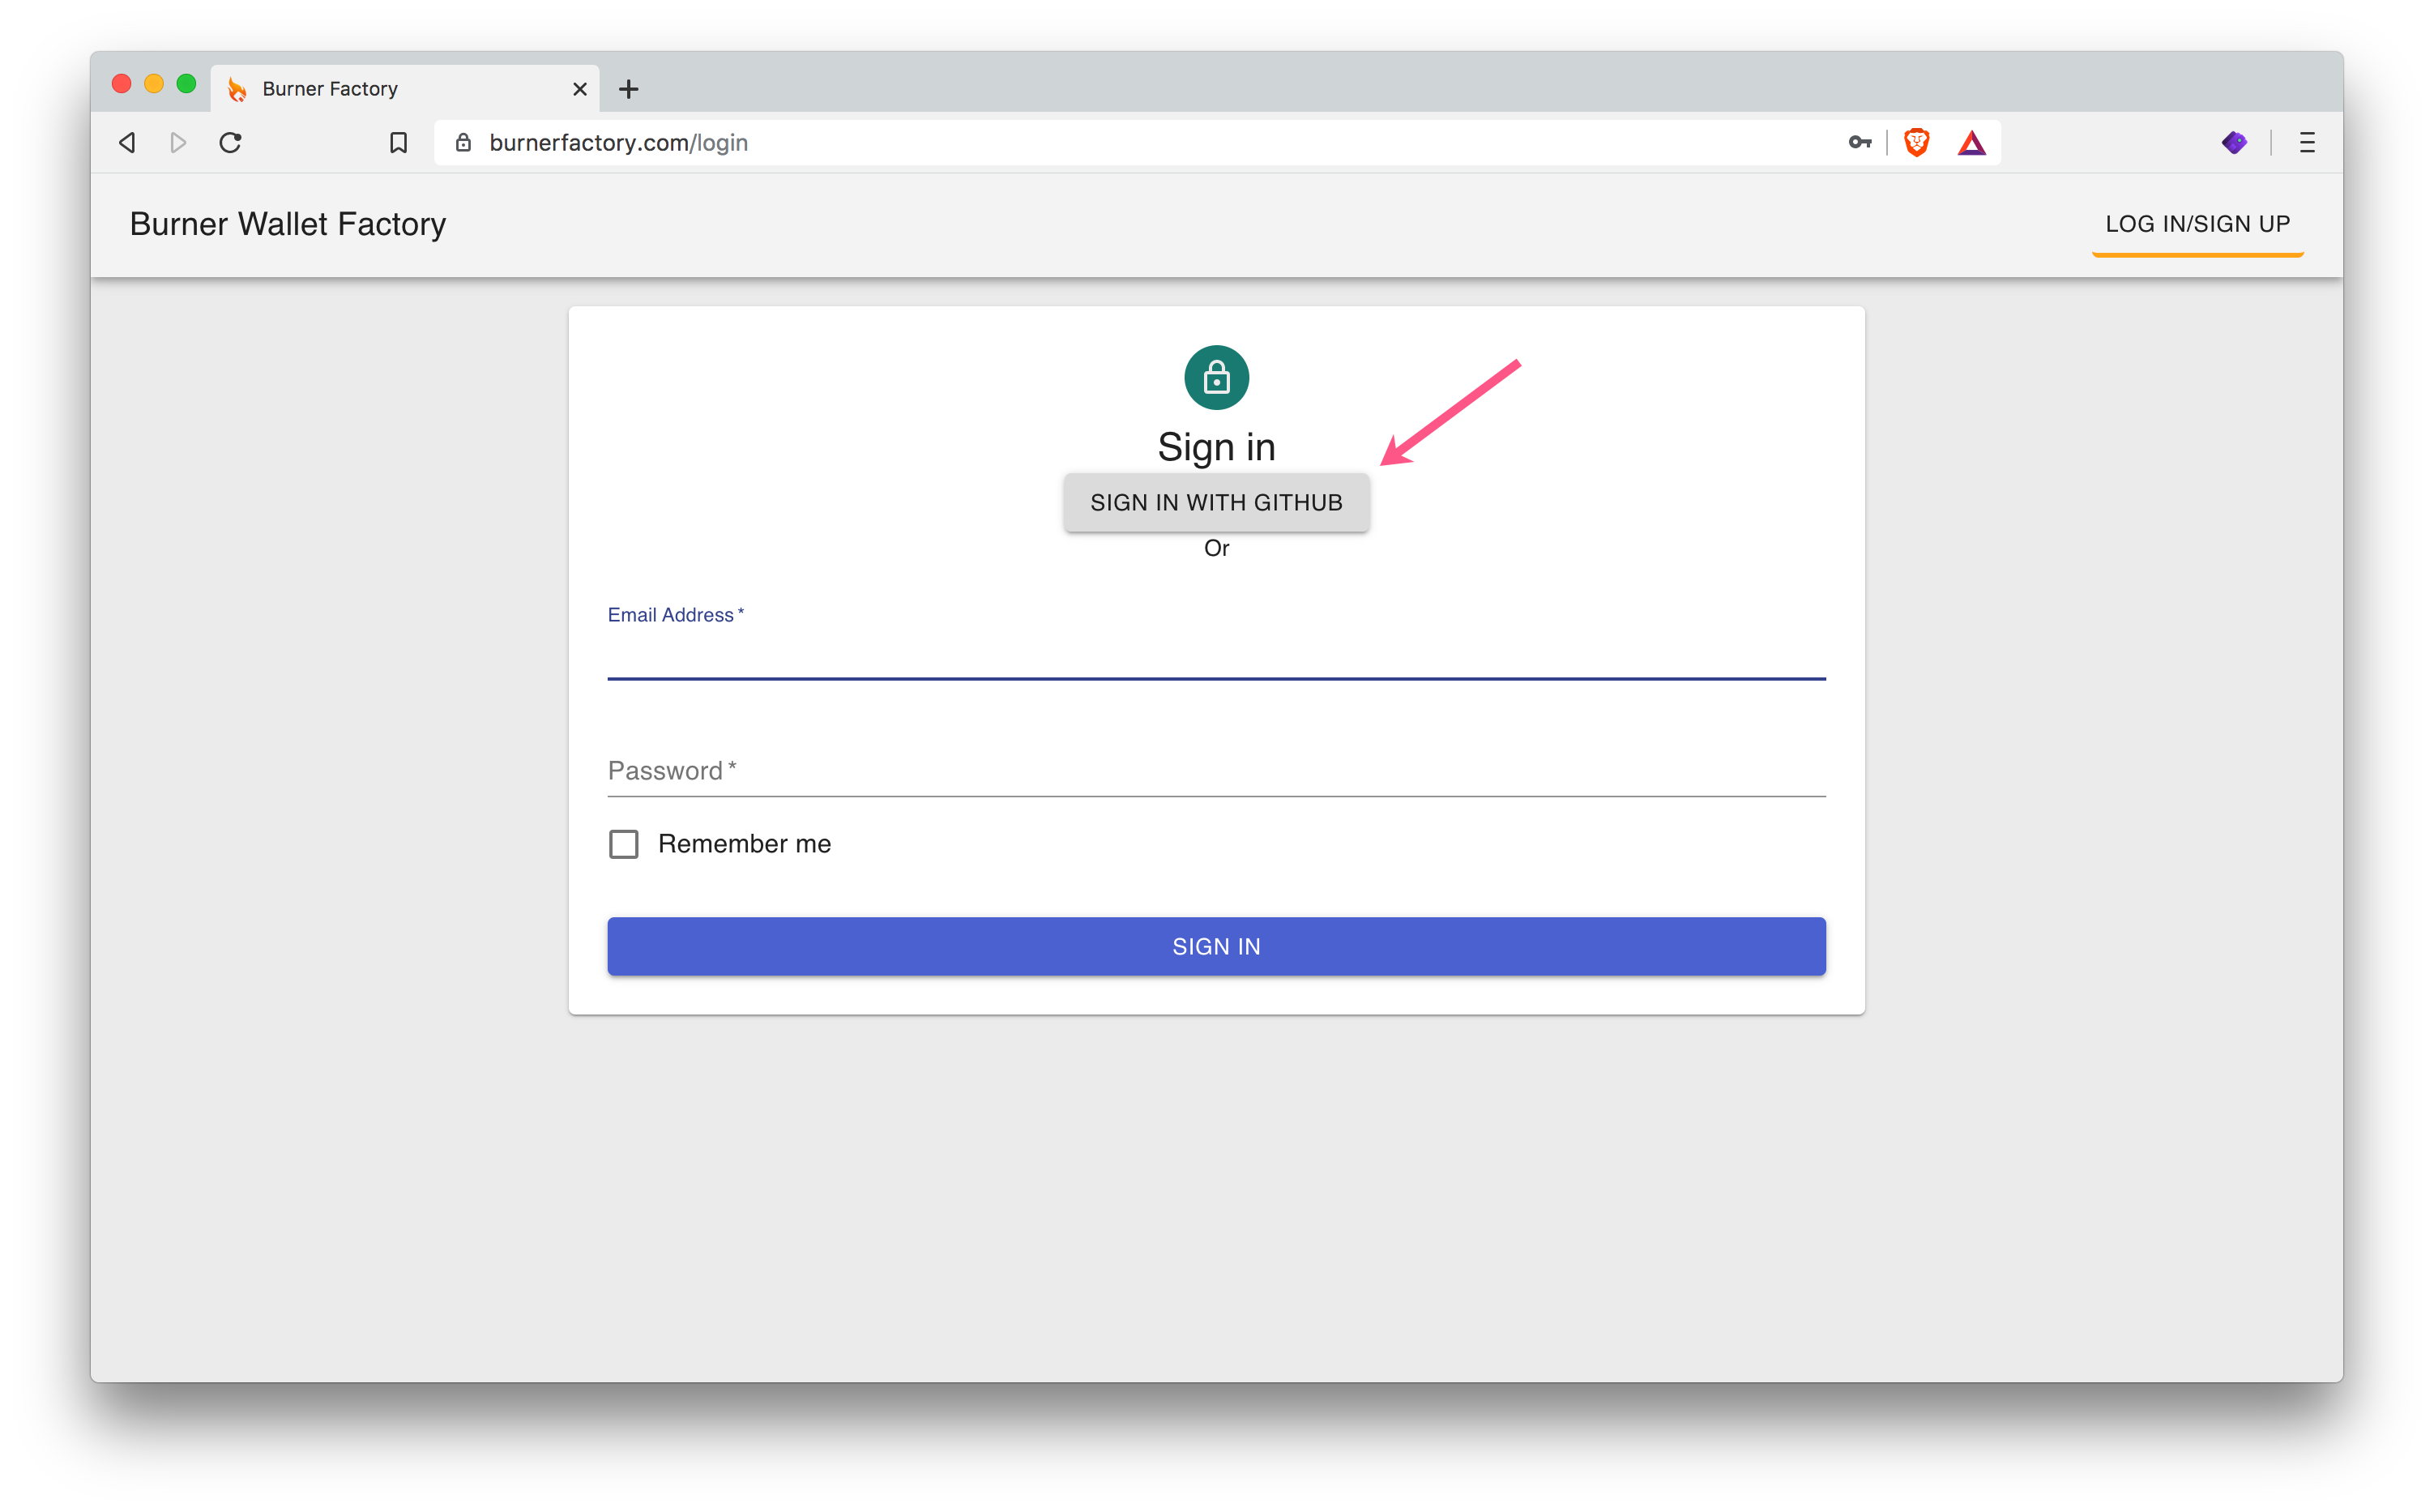 Burner Factory
burnerfactory.com/login
Burner Wallet Factory
LOG IN/SIGN UP
Sign in
SIGN IN WITH GITHUB
Or
Email Address *
Password *
Remember me
SIGN IN